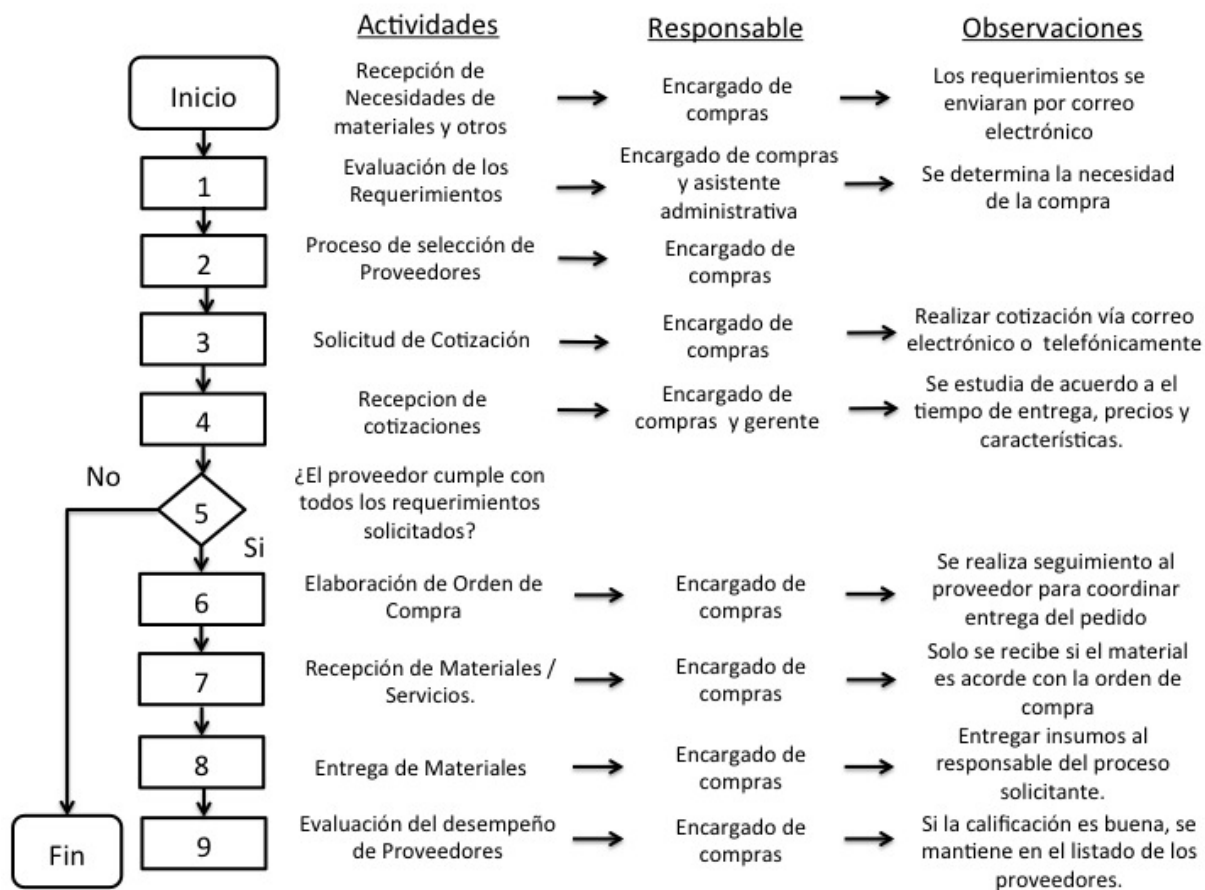 Actividades
Responsable
Observaciones
Inicio
Recepción de
Necesidades de
materiales y otros
Encargado de
compras
Los requerimientos se
enviaran por correo
electrónico
1
Evaluación de los
Requerimientos
Encargado de compras
y asistente
administrativa
Se determina la necesidad
de la compra
2
Proceso de selección de
Proveedores
Encargado de
compras
3
Solicitud de Cotización
Encargado de
compras
Realizar cotización vía correo
electrónico o telefónicamente
4
Recepcion de
cotizaciones
Encargado de
compras y gerente
Se estudia de acuerdo a el
tiempo de entrega, precios y
características.
No
5
Si
¿El proveedor cumple con
todos los requerimientos
solicitados?
6
Elaboración de Orden de
Compra
Encargado de
compras
Se realiza seguimiento al
proveedor para coordinar
entrega del pedido
7
Recepción de Materiales /
Servicios.
Encargado de
compras
Solo se recibe si el material
es acorde con la orden de
compra
8
Entrega de Materiales
Encargado de
compras
Entregar insumos al
responsable del proceso
solicitante.
Fin
9
Evaluación del desempeño
de Proveedores
Encargado de
compras
Si la calificación es buena, se
mantiene en el listado de los
proveedores.